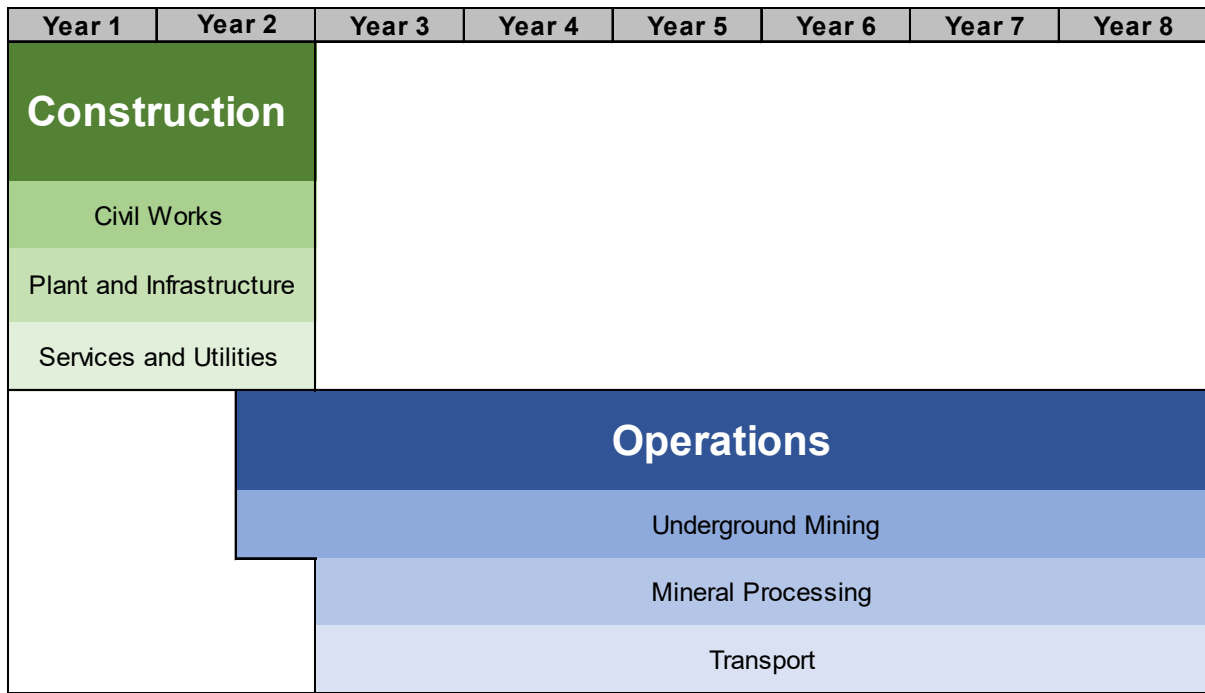 Year 1 Year 2 Year 3 Year 4 Year 5 Year 6 Year 7 Year 8
Construction
Civil Works
Plant and Infrastructure
Services and Utilities
Operations
Underground Mining
Mineral Processing
Transport